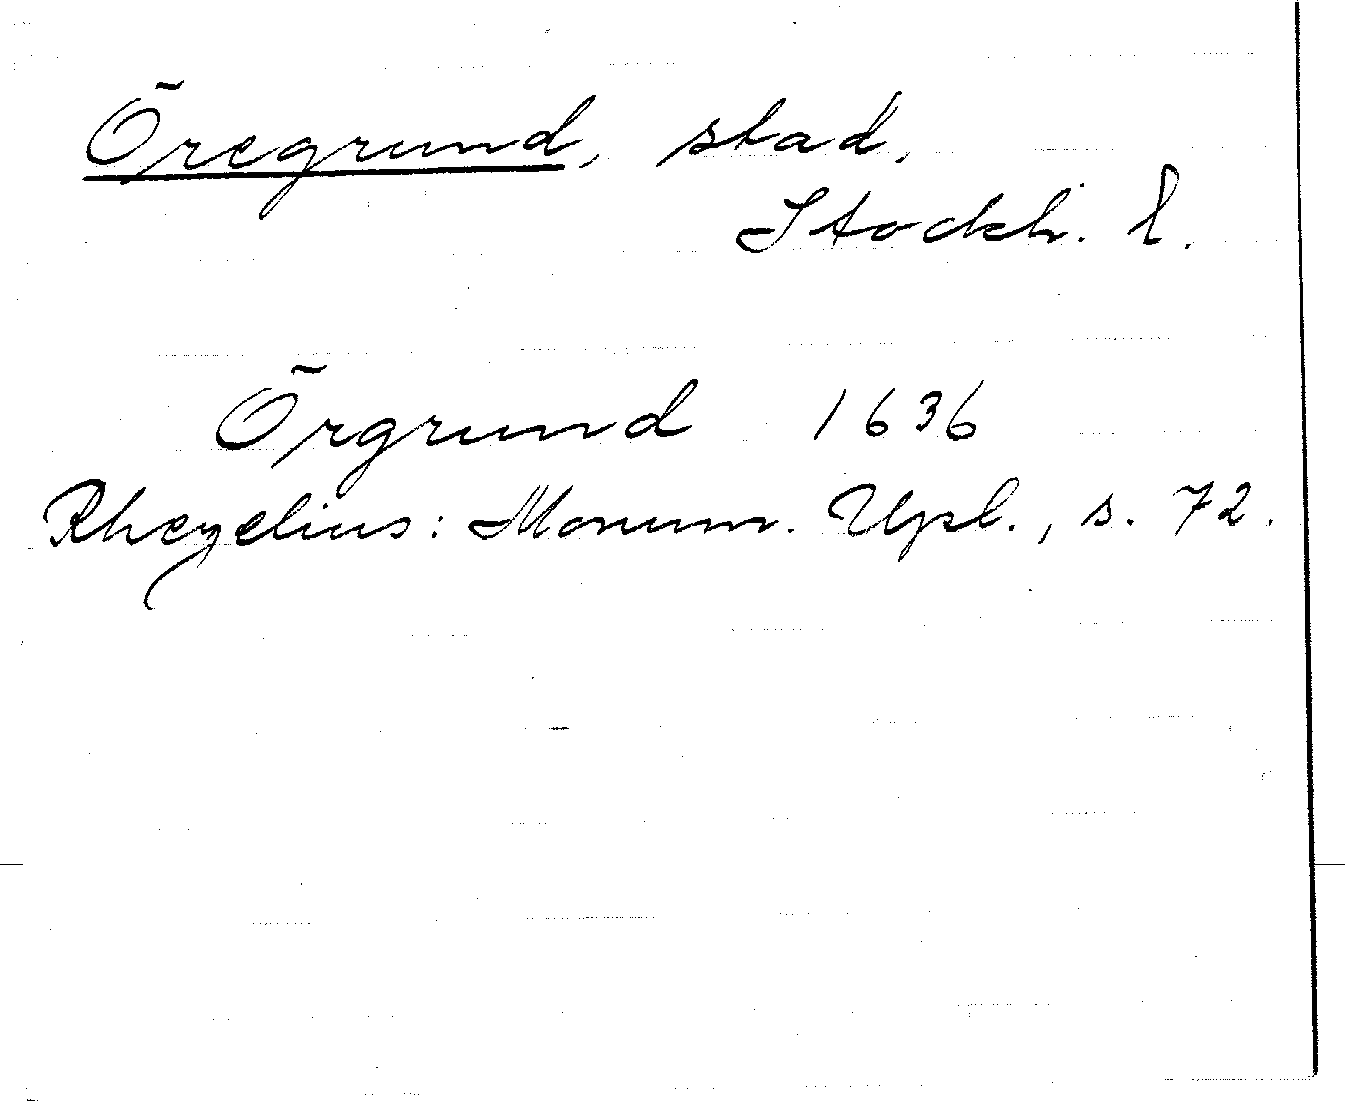 Öregrund, stad,
Stockh. l.
Örgrund 1636
Rhezelius: Monum. Upl., s. 72.